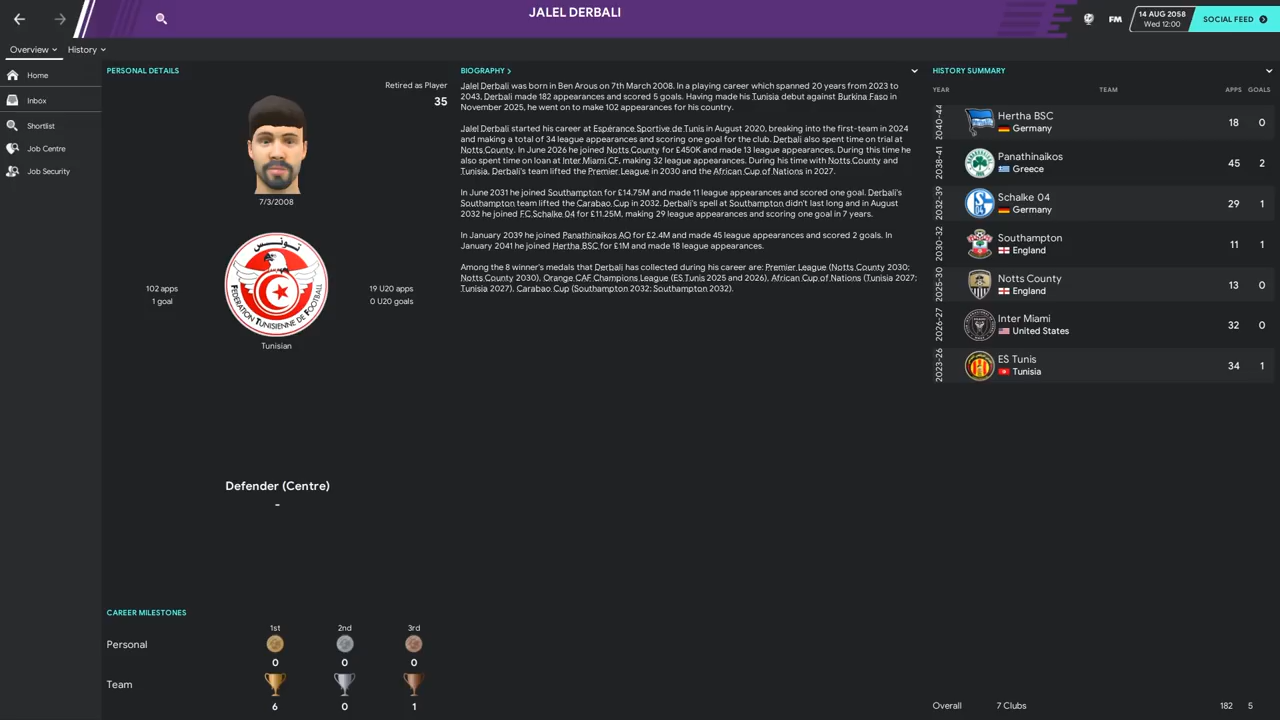 JALEL DERBALI
FM
14 AUG 2058
Wed 12:00
SOCIAL FEED
Overview
History
Home
Inbox
Shortlist
Job Centre
Job Security
PERSONAL DETAILS
Retired as Player
35
7/3/2008
تونس
FEDERATION TUNISIENNE DE FOOTBALL
102 apps
1 goal
19 U20 apps
0 U20 goals
Tunisian
Defender (Centre)
-
CAREER MILESTONES
1st 2nd 3rd
Personal
0 0 0
Team
6 0 1
BIOGRAPHY
Jalel Derbali was born in Ben Arous on 7th March 2008. In a playing career which spanned 20 years from 2023 to
2043, Derbali made 182 appearances and scored 5 goals. Having made his Tunisia debut against Burkina Faso in
November 2025, he went on to make 102 appearances for his country.
Jalel Derbali started his career at Espérance Sportive de Tunis in August 2020, breaking into the first-team in 2024
and making a total of 34 league appearances and scoring one goal for the club. Derbali also spent time on trial at
Notts County. In June 2026 he joined Notts County for £450K and made 13 league appearances. During this time he
also spent time on loan at Inter Miami CF, making 32 league appearances. During his time with Notts County and
Tunisia, Derbali's team lifted the Premier League in 2030 and the African Cup of Nations in 2027.
In June 2031 he joined Southampton for £14.75M and made 11 league appearances and scored one goal. Derbali's
Southampton team lifted the Carabao Cup in 2032. Derbali's spell at Southampton didn't last long and in August
2032 he joined FC Schalke 04 for £11.25M, making 29 league appearances and scoring one goal in 7 years.
In January 2039 he joined Panathinaikos AO for £2.4M and made 45 league appearances and scored 2 goals. In
January 2041 he joined Hertha BSC for £1M and made 18 league appearances.
Among the 8 winner's medals that Derbali has collected during his career are: Premier League (Notts County 2030;
Notts County 2030), Orange CAF Champions League (ES Tunis 2025 and 2026), African Cup of Nations (Tunisia 2027;
Tunisia 2027), Carabao Cup (Southampton 2032; Southampton 2032).
HISTORY SUMMARY
YEAR TEAM APPS GOALS
2040-44 Hertha BSC 18 0
Germany
2038-41 Panathinaikos 45 2
Greece
2032-39 Schalke 04 29 1
Germany
2030-32 Southampton 11 1
England
2025-30 Notts County 13 0
England
2026-27 Inter Miami 32 0
United States
2023-26 ES Tunis 34 1
Tunisia
Overall 7 Clubs 182 5